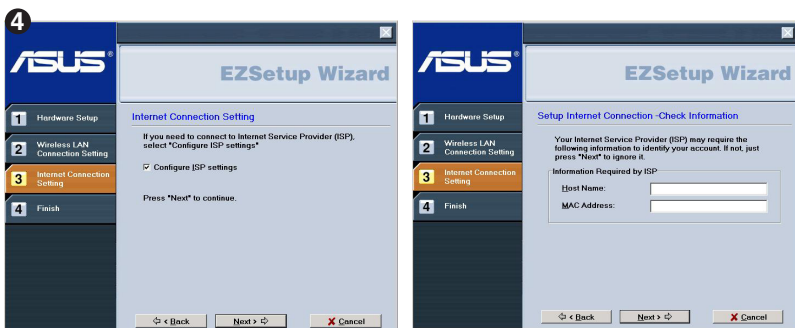 4
ASUS®
EZSetup Wizard
1 Hardware Setup
2 Wireless LAN
Connection Setting
3 Internet Connection
Setting
4 Finish
Internet Connection Setting
If you need to connect to Internet Service Provider (ISP),
select "Configure ISP settings"
Configure ISP settings
Press "Next" to continue.
< Back
Next >
Cancel
ASUS®
EZSetup Wizard
1 Hardware Setup
2 Wireless LAN
Connection Setting
3 Internet Connection
Setting
4 Finish
Setup Internet Connection -Check Information
Your Internet Service Provider (ISP) may require the
following information to identify your account. If not, just
press "Next" to ignore it.
Information Required by ISP
Host Name:
MAC Address:
< Back
Next >
Cancel